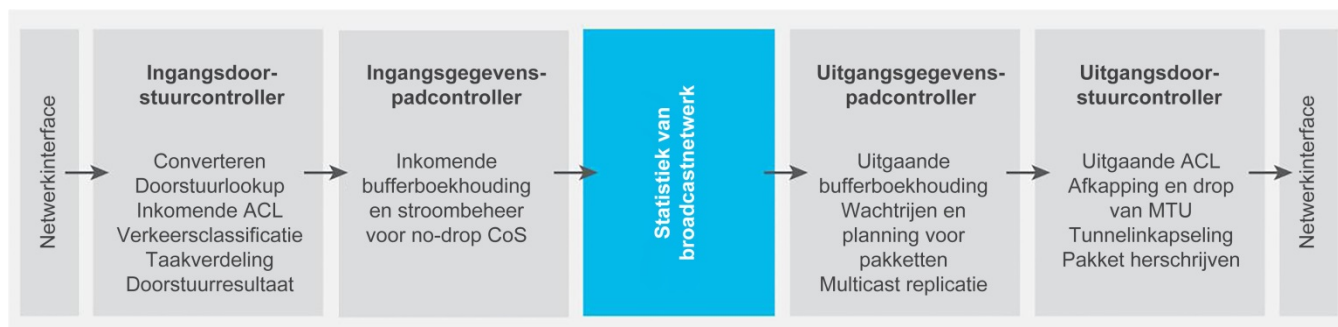 Netwerkinterface
Ingangsdoor-
stuurcontroller
Converteren
Doorstuurlookup
Inkomende ACL
Verkeersclassificatie
Taakverdeling
Doorstuurresultaat
Ingangsgegevens-
padcontroller
Inkomende
bufferboekhouding
en stroombeheer
voor no-drop CoS
Statistiek van
broadcastnetwerk
Uitgangsgegevens-
padcontroller
Uitgaande
bufferboekhouding
Wachtrijen en
planning voor
pakketten
Multicast replicatie
Uitgangsdoor-
stuurcontroller
Uitgaande ACL
Afkapping en drop
van MTU
Tunnelinkapseling
Pakket herschrijven
Netwerkinterface